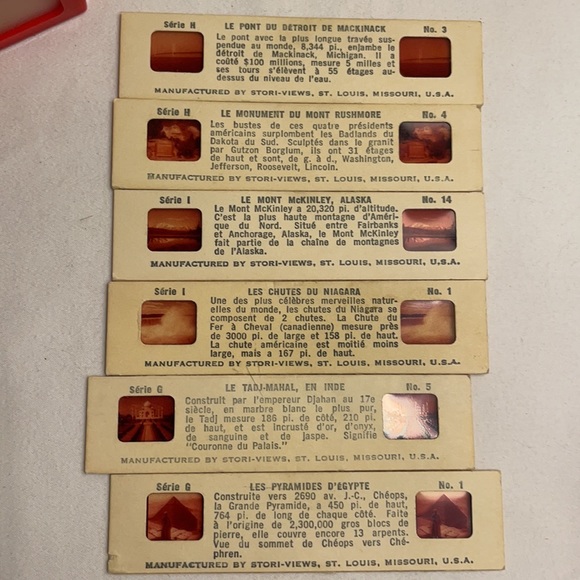 Série H LE PONT DU DÉTROIT DE MACKINACK No. 3
Le pont avec la plus longue travée sus-
pendue au monde, 8,344 pi., enjambe le
détroit de Mackinack, Michigan. Il a
coûté $100 millions, mesure 5 milles et
ses tours s'élèvent à 55 étages au-
dessus du niveau de l'eau.
MANUFACTURED BY STORI-VIEWS, ST. LOUIS, MISSOURI, U.S.A.
Série H LE MONUMENT DU MONT RUSHMORE No. 4
Les bustes de ces quatre présidents
américains surplombent les Badlands du
Dakota du Sud. Sculptés dans le granit
par Gutzon Borglum, ils ont 31 étages
de haut et sont, de g. à d., Washington,
Jefferson, Roosevelt, Lincoln.
MANUFACTURED BY STORI-VIEWS, ST. LOUIS, MISSOURI, U.S.A.
Série I LE MONT McKINLEY, ALASKA No. 14
Le Mont McKinley a 20,320 pi. d'altitude.
C'est la plus haute montagne d'Améri-
que du Nord. Situé entre Fairbanks
et Anchorage, Alaska, le Mont McKinley
fait partie de la chaîne de montagnes
de l'Alaska.
MANUFACTURED BY STORI-VIEWS, ST. LOUIS, MISSOURI, U.S.A.
Série I LES CHUTES DU NIAGARA No. 1
Une des plus célèbres merveilles natur-
elles du monde, les chutes du Niagara se
composent de 2 chutes. La Chute du
Fer à Cheval (canadienne) mesure près
de 3000 pi. de large et 158 pi. de haut.
La chute américaine est moitié moins
large, mais a 167 pi. de haut.
MANUFACTURED BY STORI-VIEWS, ST. LOUIS, MISSOURI, U.S.A.
Série G LE TADJ-MAHAL, EN INDE No. 5
Construit par l'empereur Djahan au 17e
siècle, en marbre blanc le plus pur,
le Tadj mesure 186 pi. de côté, 210 pi.
de haut, et est incrusté d'or, d'onyx,
de sanguine et de jaspe. Signifie
"Couronne du Palais."
MANUFACTURED BY STORI-VIEWS, ST. LOUIS, MISSOURI, U.S.A.
Série G LES PYRAMIDES D'ÉGYPTE No. 1
Construite vers 2690 av. J.-C., Chéops,
la Grande Pyramide, a 450 pi. de haut,
764 pi. de long de chaque côté. Faite
à l'origine de 2,300,000 gros blocs de
pierre, elle couvre encore 13 arpents.
Vue du sommet de Chéops vers Ché-
phren.
MANUFACTURED BY STORI-VIEWS, ST. LOUIS, MISSOURI, U.S.A.